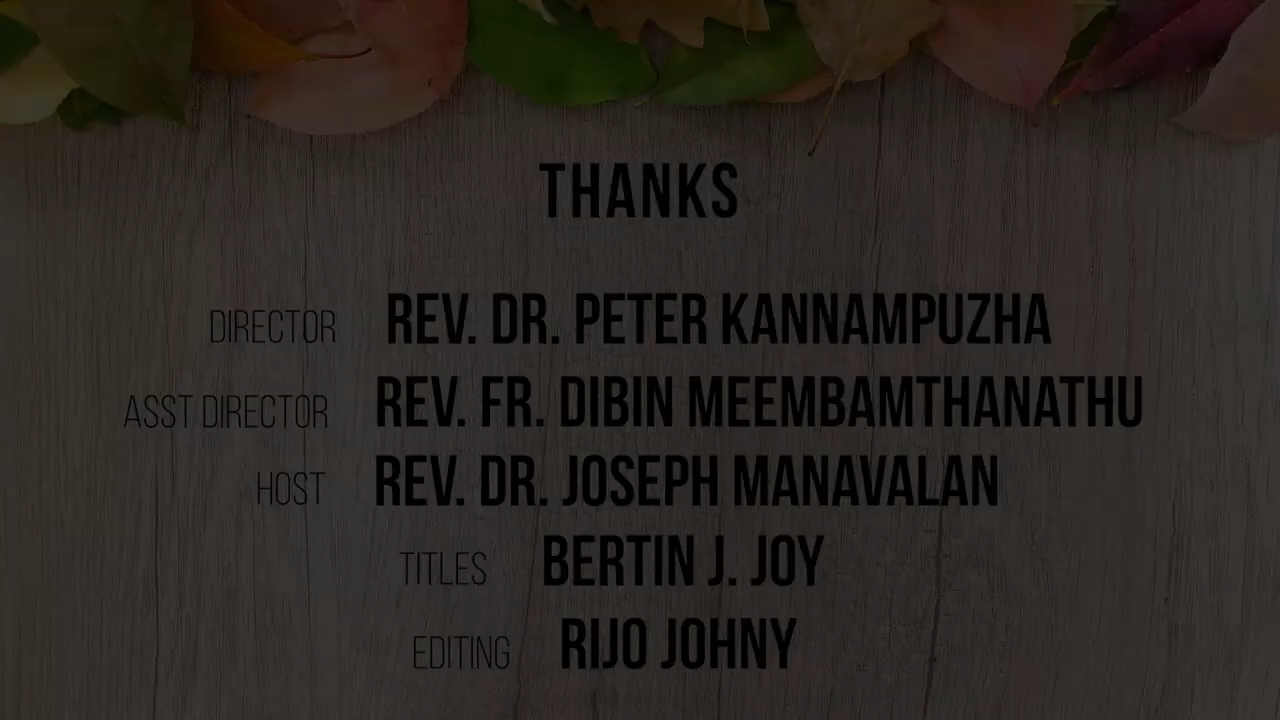 THANKS
DIRECTOR REV. DR. PETER KANNAMPUZHA
ASST DIRECTOR REV. FR. DIBIN MEEMBAMTHANATHU
HOST REV. DR. JOSEPH MANAVALAN
TITLES BERTIN J. JOY
EDITING RIJO JOHNY